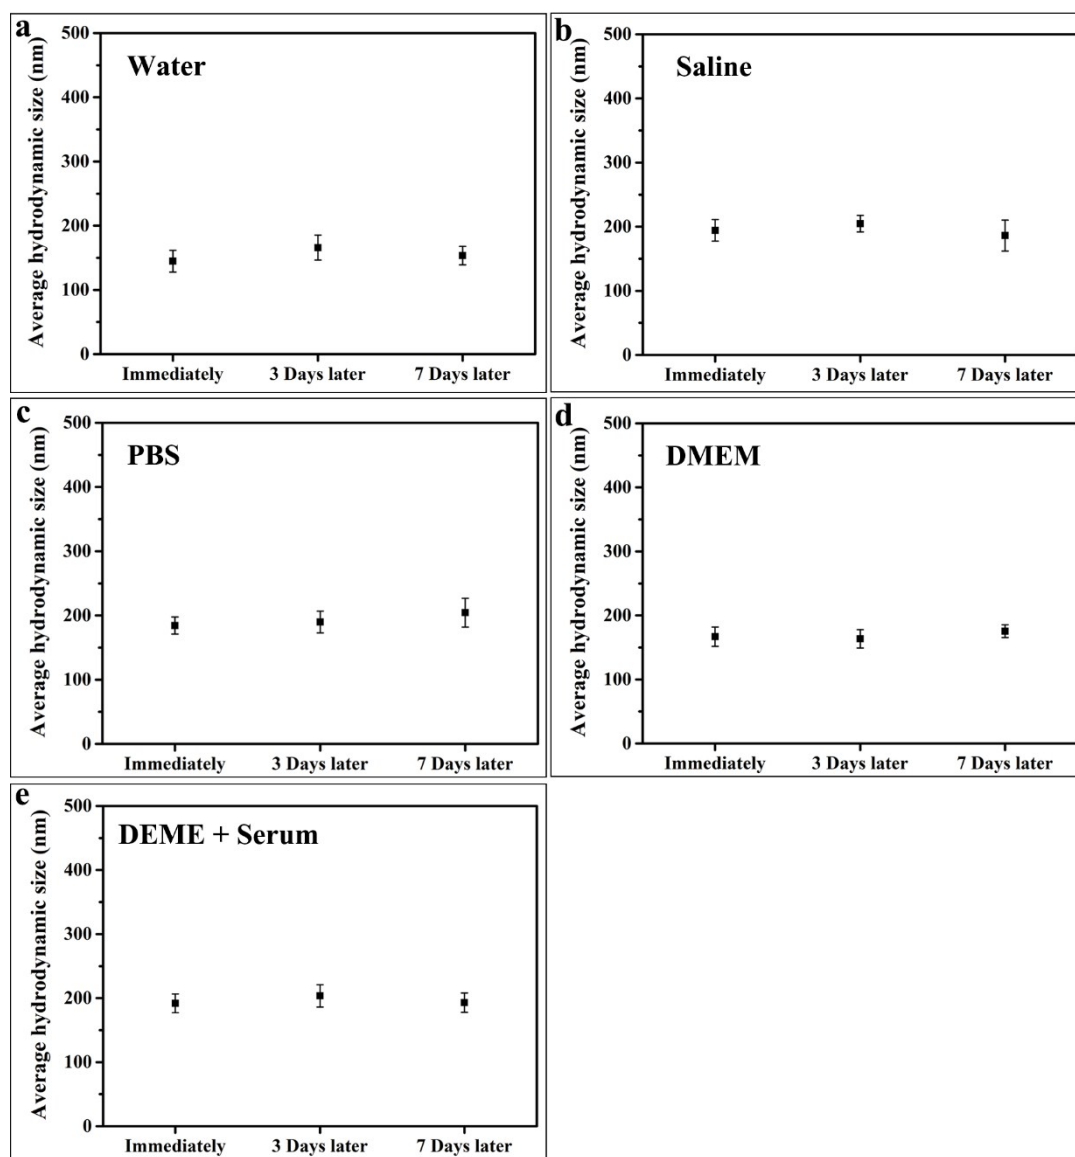 a
Water
Average hydrodynamic size (nm)
500
400
300
200
100
0
Immediately 3 Days later 7 Days later
b
Saline
Average hydrodynamic size (nm)
500
400
300
200
100
0
Immediately 3 Days later 7 Days later
c
PBS
Average hydrodynamic size (nm)
500
400
300
200
100
0
Immediately 3 Days later 7 Days later
d
DMEM
Average hydrodynamic size (nm)
500
400
300
200
100
0
Immediately 3 Days later 7 Days later
e
DEME + Serum
Average hydrodynamic size (nm)
500
400
300
200
100
0
Immediately 3 Days later 7 Days later